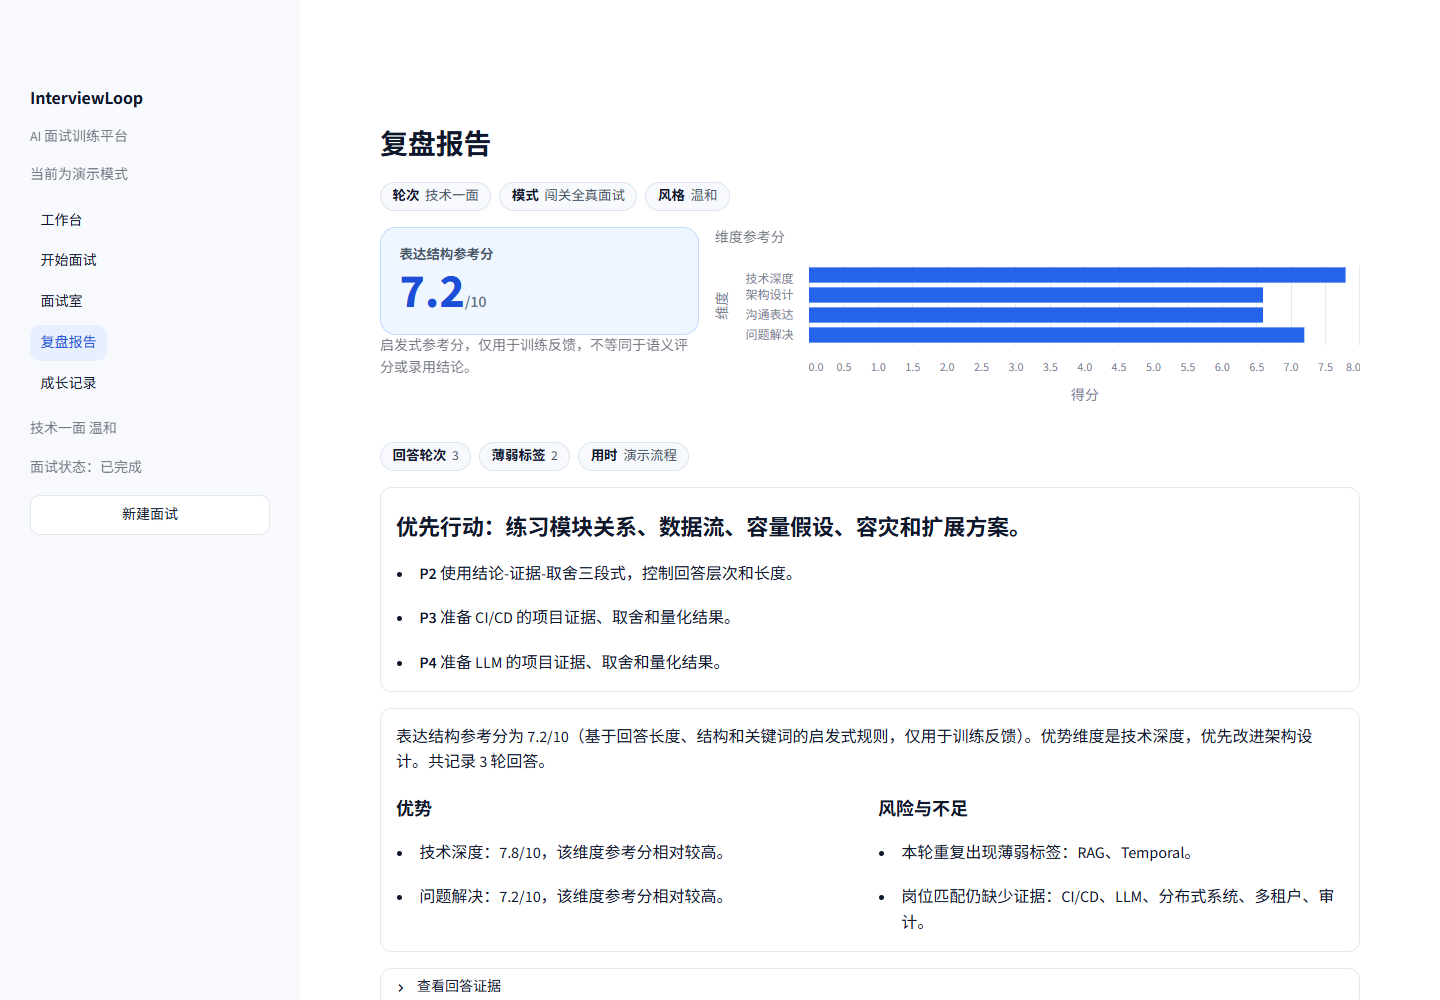 InterviewLoop
AI 面试训练平台
当前为演示模式
工作台
开始面试
面试室
复盘报告
成长记录
技术一面 温和
面试状态：已完成
新建面试
复盘报告
轮次 技术一面
模式 闯关全真面试
风格 温和
表达结构参考分
7.2/10
启发式参考分，仅用于训练反馈，不等同于语义评
分或录用结论。
维度参考分
维度
技术深度
架构设计
沟通表达
问题解决
0.0 0.5 1.0 1.5 2.0 2.5 3.0 3.5 4.0 4.5 5.0 5.5 6.0 6.5 7.0 7.5 8.0
得分
回答轮次 3
薄弱标签 2
用时 演示流程
优先行动：练习模块关系、数据流、容量假设、容灾和扩展方案。
• P2 使用结论-证据-取舍三段式，控制回答层次和长度。
• P3 准备 CI/CD 的项目证据、取舍和量化结果。
• P4 准备 LLM 的项目证据、取舍和量化结果。
表达结构参考分为 7.2/10（基于回答长度、结构和关键词的启发式规则，仅用于训练反馈）。优势维度是技术深度，优先改进架构设
计。共记录 3 轮回答。
优势
• 技术深度：7.8/10，该维度参考分相对较高。
• 问题解决：7.2/10，该维度参考分相对较高。
风险与不足
• 本轮重复出现薄弱标签：RAG、Temporal。
• 岗位匹配仍缺少证据：CI/CD、LLM、分布式系统、多租户、审
计。
查看回答证据